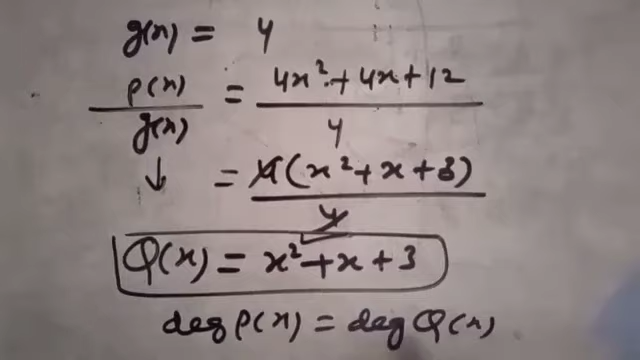 g(x) = 4
p(x)/g(x) = 4x²+4x+12/4
↓ = 4(x²+x+3)/4
Q(x) = x²+x+3
deg p(x) = deg Q(x)